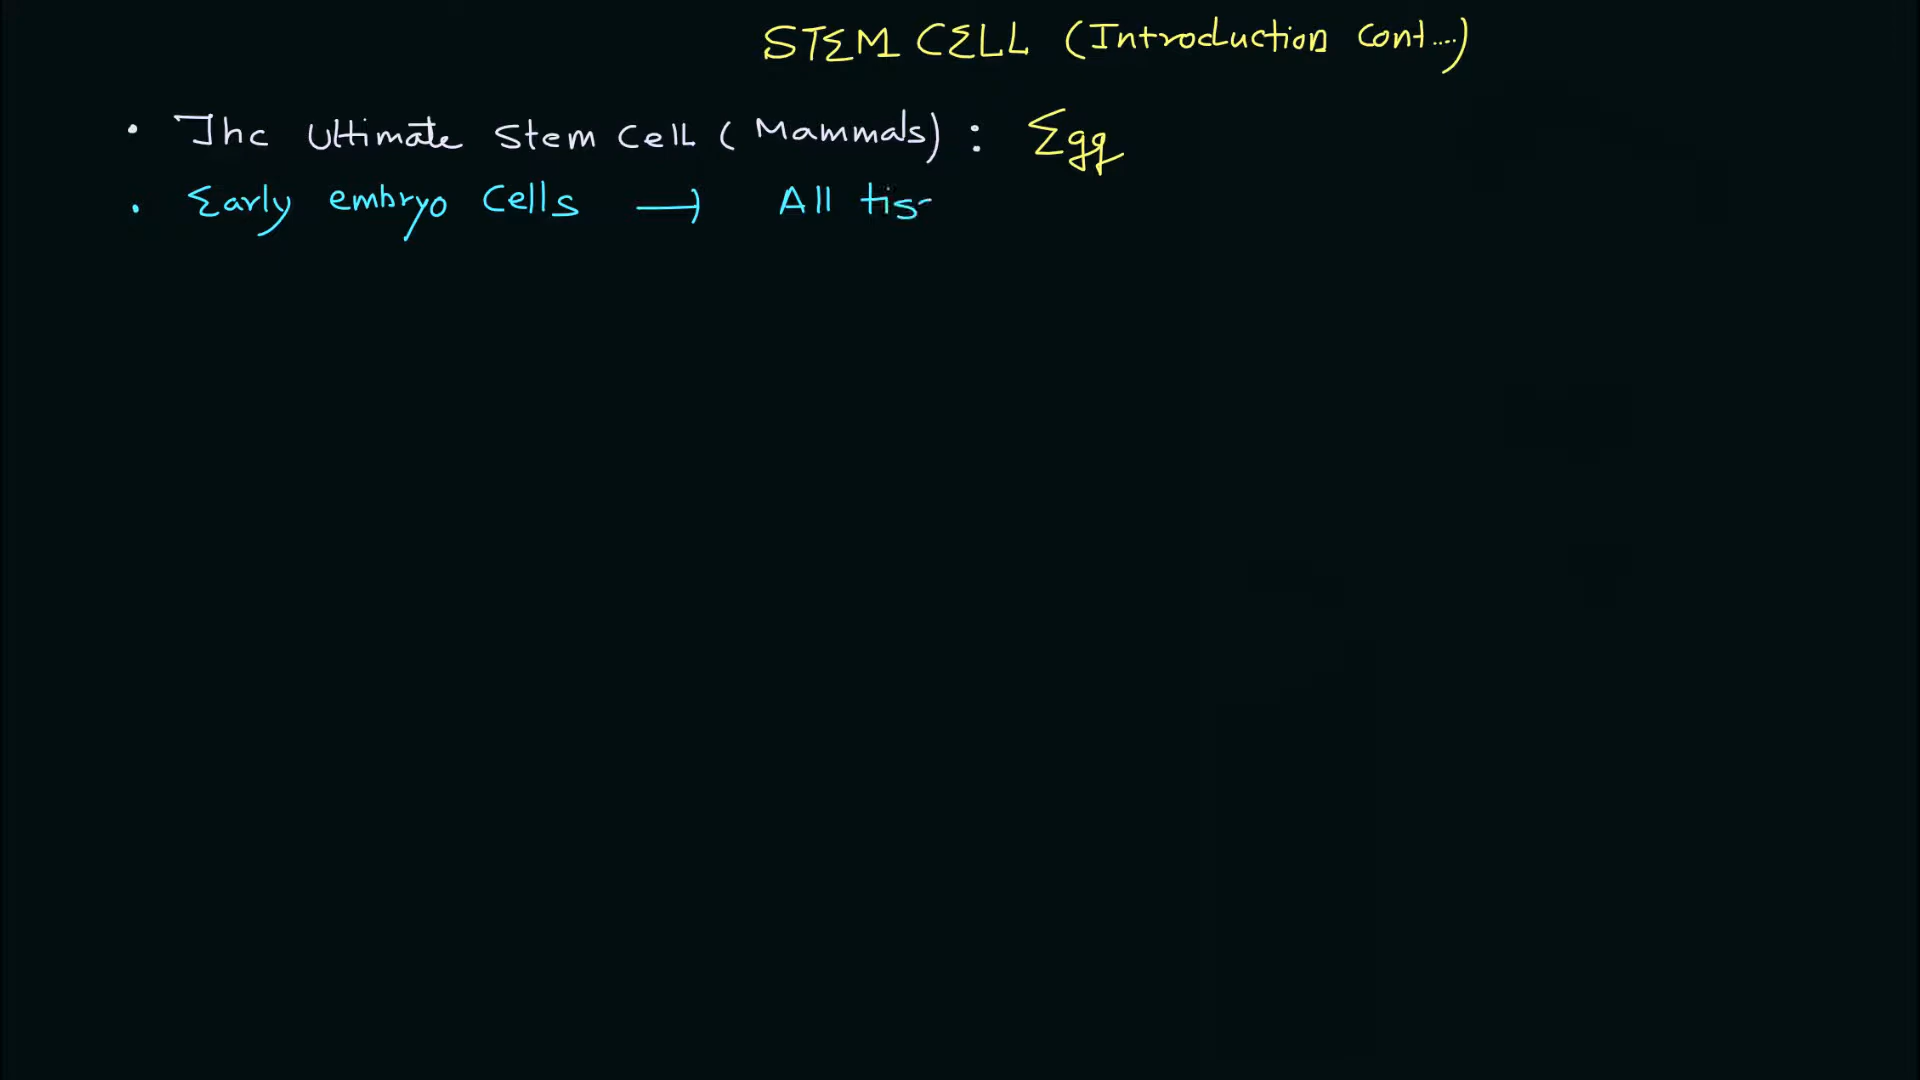 STEM CELL (Introduction Cont....)
• The Ultimate Stem Cell (Mammals) : Egg
• Early embryo Cells → All tis